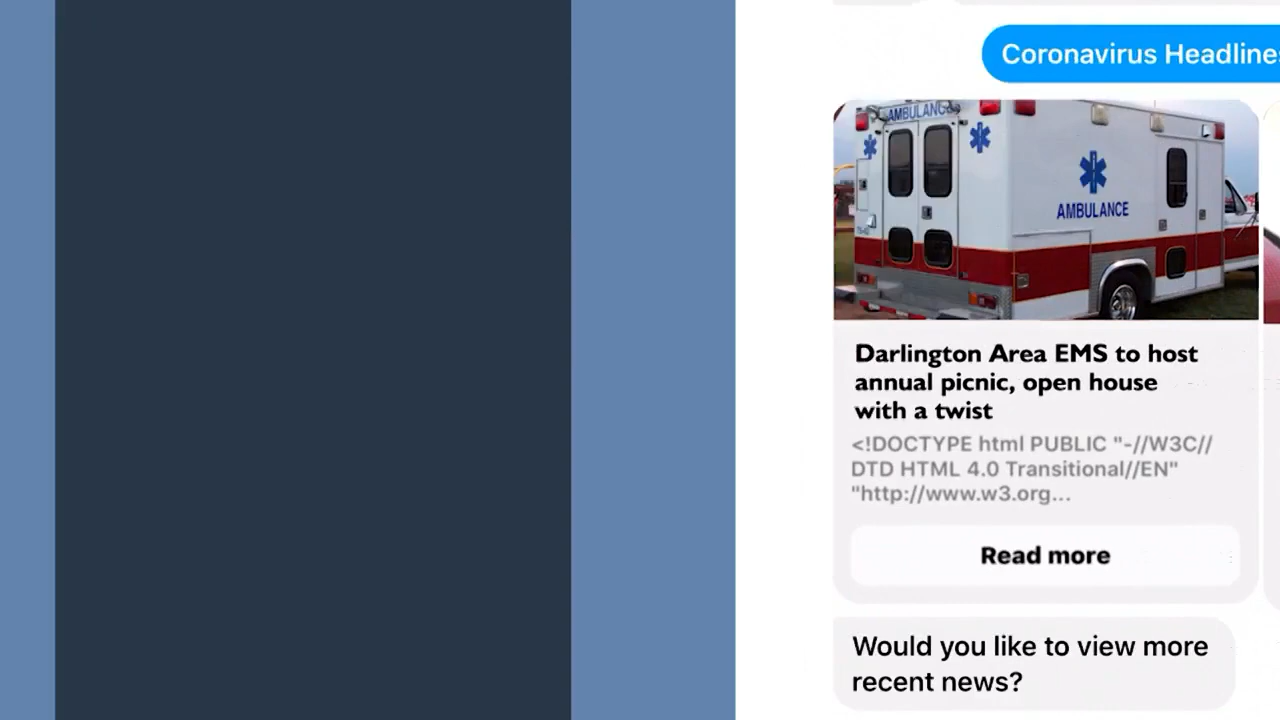 Coronavirus Headlines
AMBULANCE
AMBULANCE
Darlington Area EMS to host
annual picnic, open house
with a twist
<!DOCTYPE html PUBLIC "-//W3C//
DTD HTML 4.0 Transitional//EN"
"http://www.w3.org...
Read more
Would you like to view more
recent news?